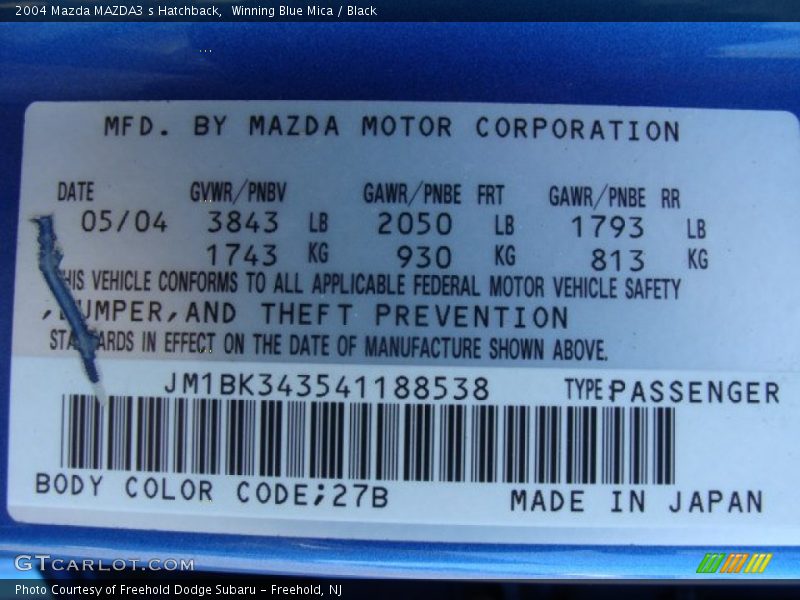 2004 Mazda MAZDA3 s Hatchback,  Winning Blue Mica / Black
MFD. BY MAZDA MOTOR CORPORATION
DATE GVWR/PNBV GAWR/PNBE FRT GAWR/PNBE RR
05/04 3843 LB 2050 LB 1793 LB
1743 KG 930 KG 813 KG
VEHICLE CONFORMS TO ALL APPLICABLE FEDERAL MOTOR VEHICLE SAFETY
,BUMPER,AND THEFT PREVENTION
STANDARDS IN EFFECT ON THE DATE OF MANUFACTURE SHOWN ABOVE.
JM1BK343541188538 TYPE:PASSENGER
BODY COLOR CODE;27B MADE IN JAPAN
GTCARLOT.COM
Photo Courtesy of Freehold Dodge Subaru - Freehold, NJ